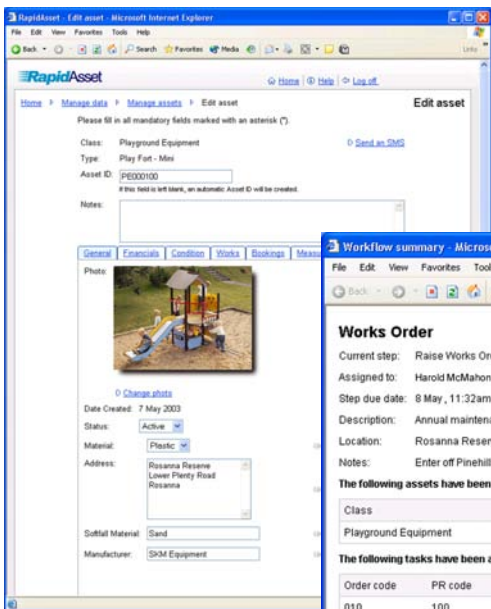 RapidAsset - Edit asset - Microsoft Internet Explorer
File Edit View Favorites Tools Help
Back Search Favorites Media Links
RapidAsset
Home Help Log off
Home Manage data Manage assets Edit asset
Edit asset
Please fill in all mandatory fields marked with an asterisk (*).
Class: Playground Equipment
Send an SMS
Type: Play Fort - Mini
Asset ID: PE000100
If this field is left blank, an automatic Asset ID will be created.
Notes:
General Financials Condition Works Bookings Measu
Photo:
Change photo
Date Created: 7 May 2003
Status: Active
Material: Plastic
Address: Rosanna Reserve
Lower Plenty Road
Rosanna
Softfall Material: Sand
Manufacturer: SKM Equipment
Workflow summary - Micros
File Edit View Favorites Tool
Back
Works Order
Current step: Raise Works Or
Assigned to: Harold McMahon
Step due date: 8 May, 11:32am
Description: Annual maintena
Location: Rosanna Reser
Notes: Enter off Pinehill
The following assets have been
Class
Playground Equipment
The following tasks have been a
Order code PR code
010 100